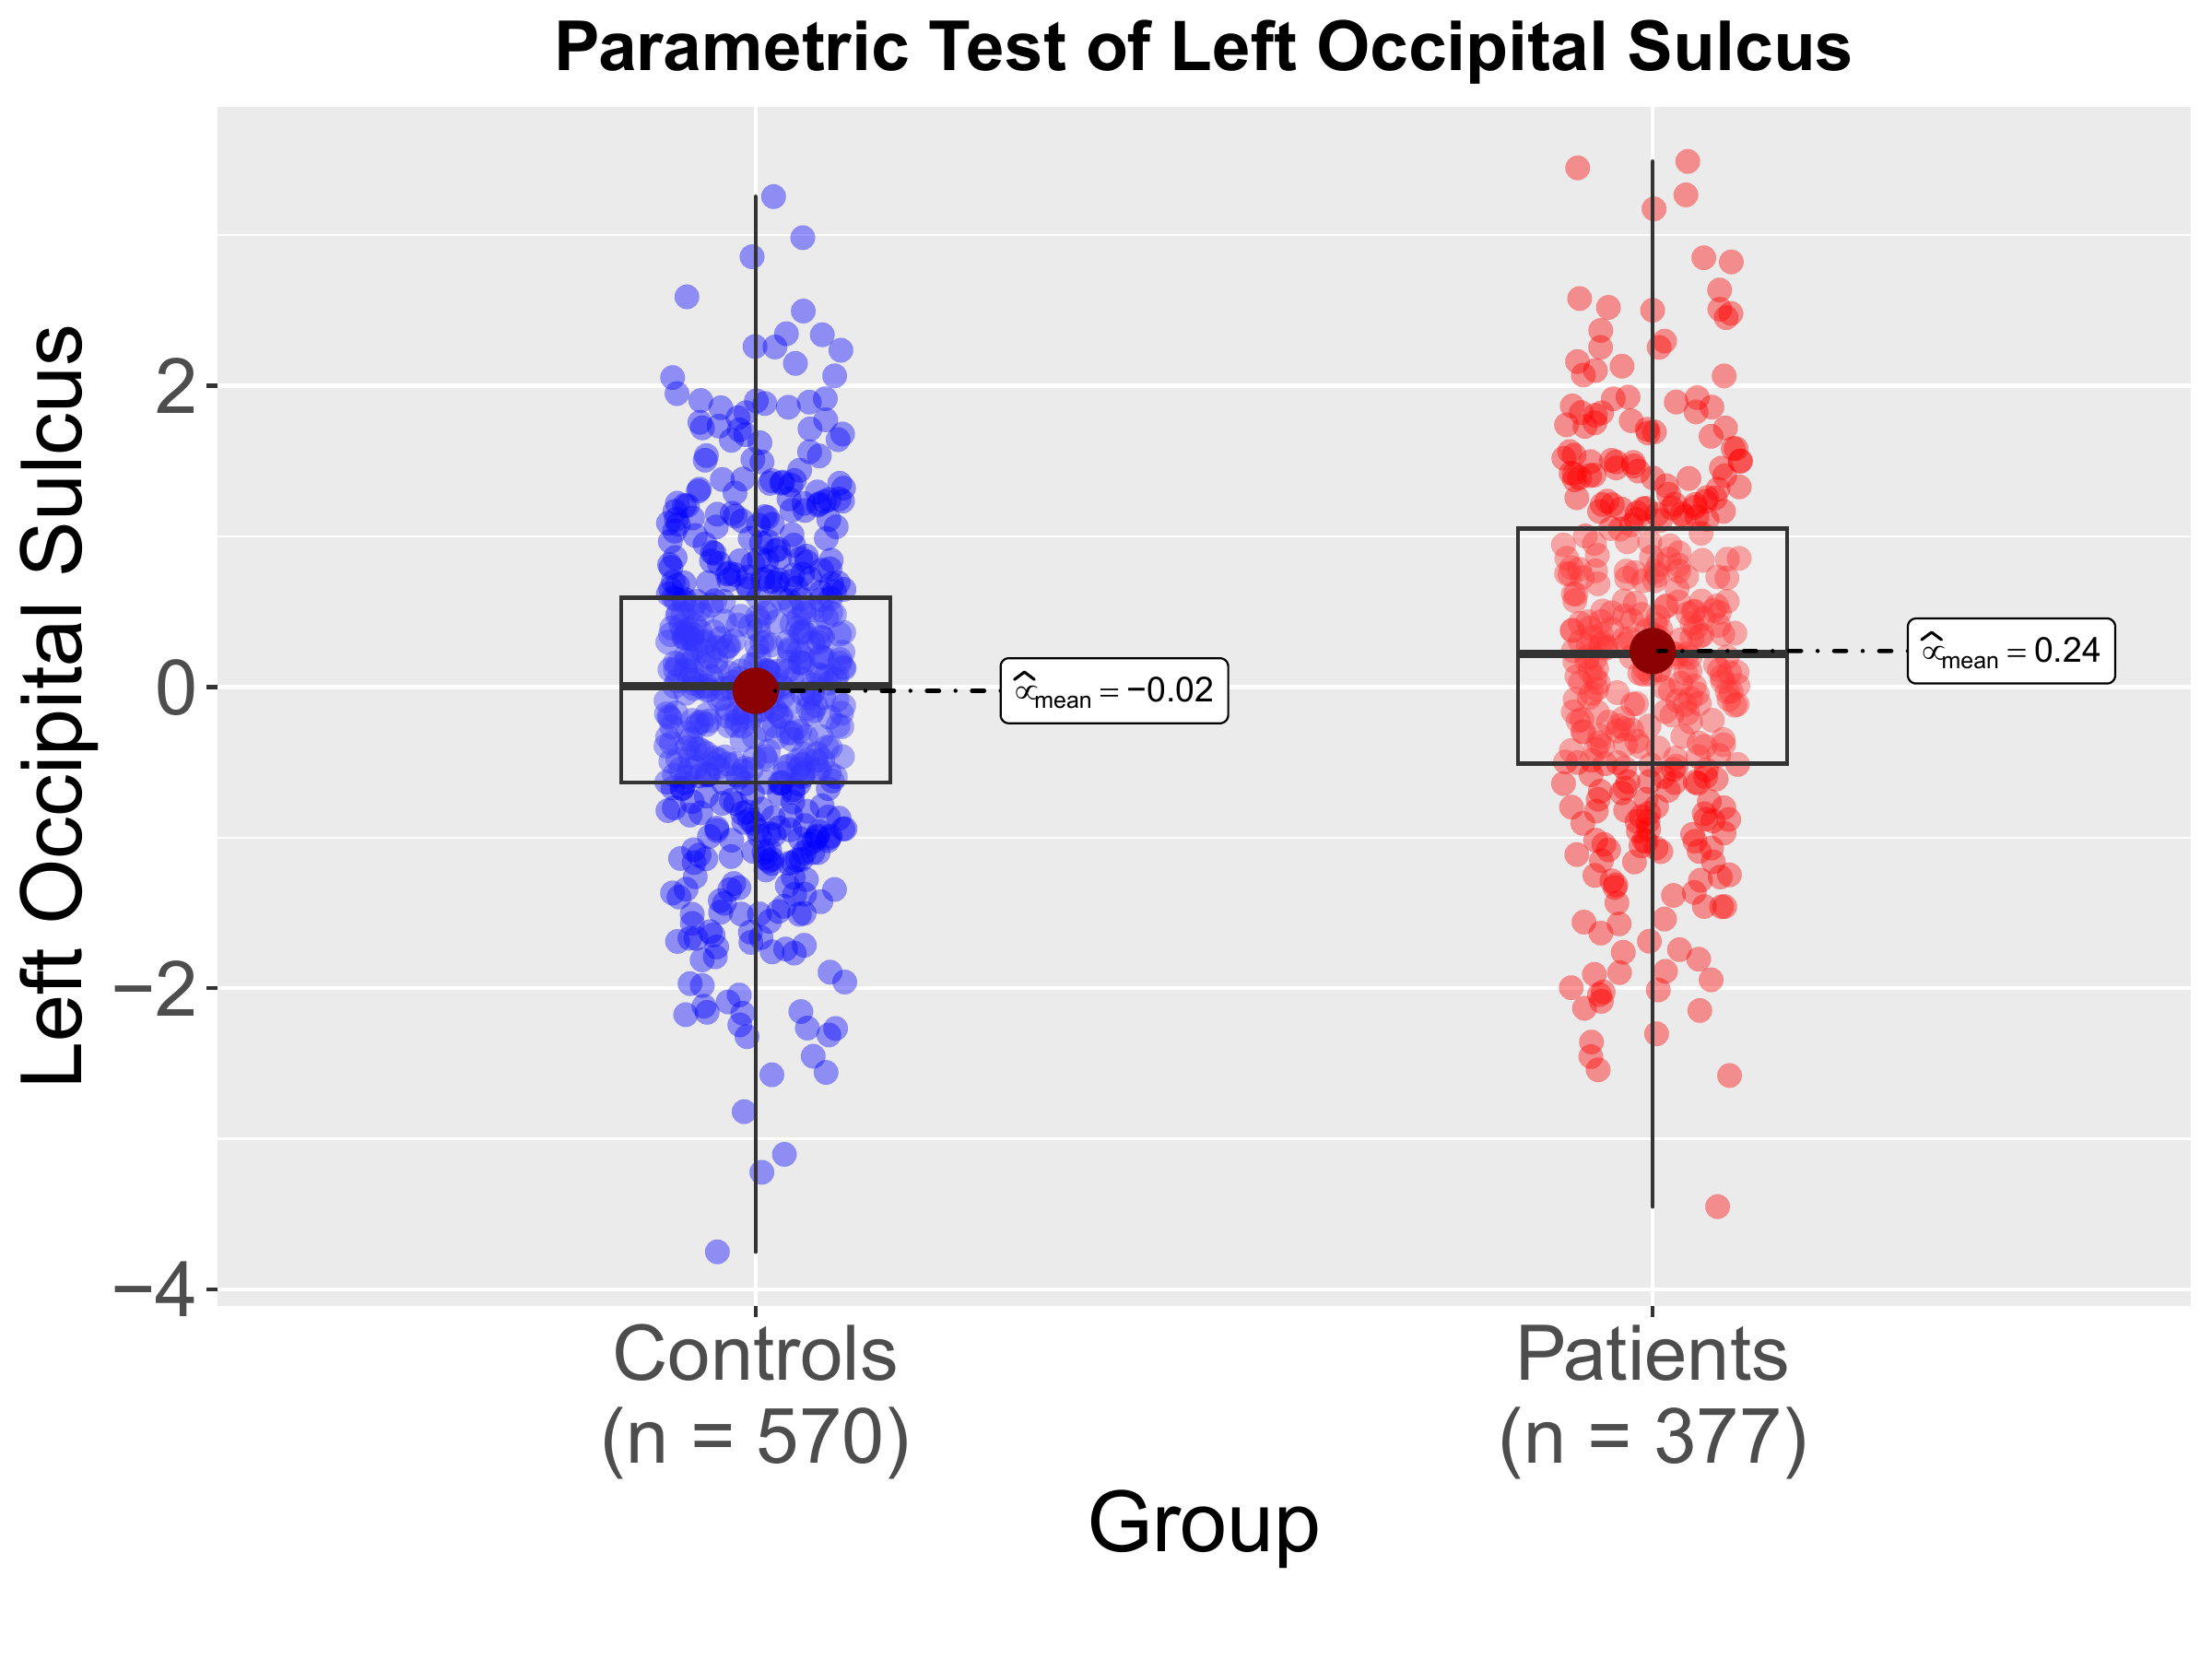 Parametric Test of Left Occipital Sulcus
Left Occipital Sulcus
2
0
−2
−4
∝̂mean = −0.02
∝̂mean = 0.24
Controls
(n = 570)
Patients
(n = 377)
Group